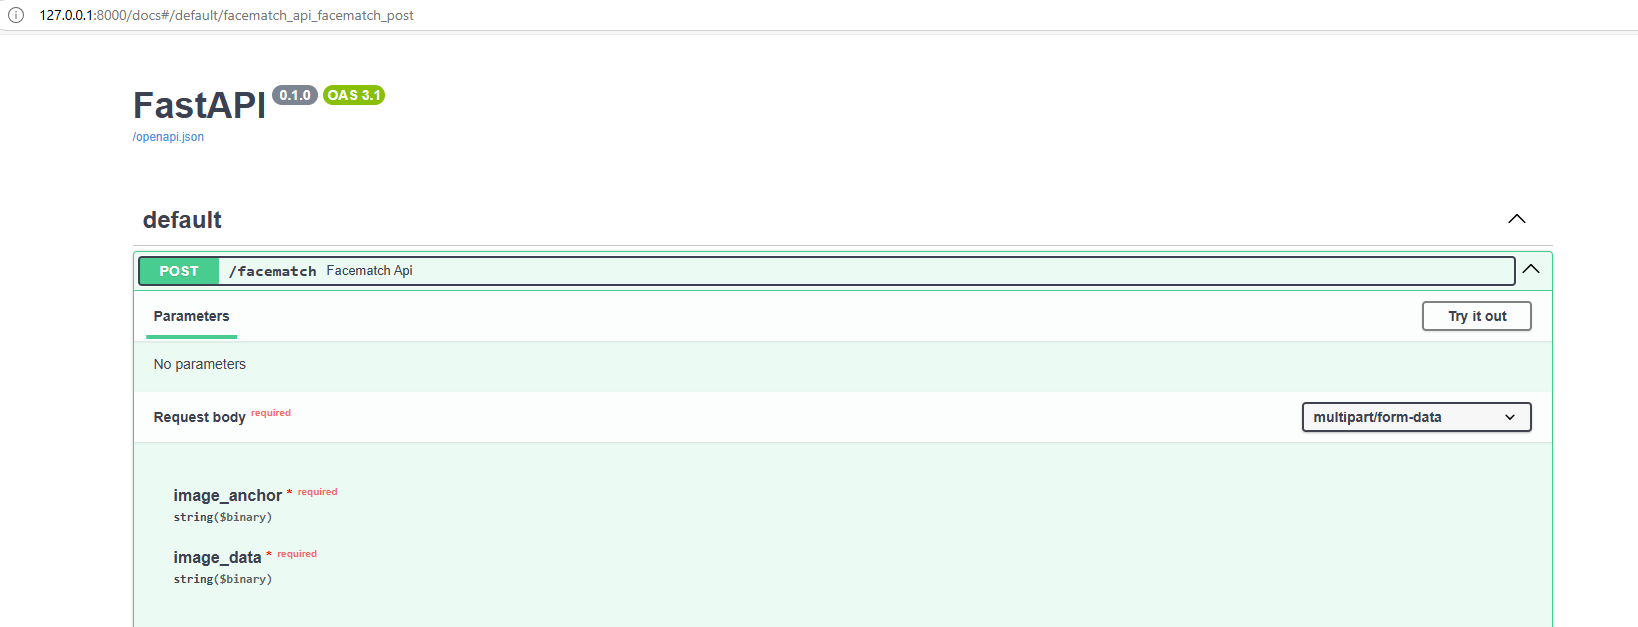 127.0.0.1:8000/docs#/default/facematch_api_facematch_post
FastAPI 0.1.0 OAS 3.1
/openapi.json
default
POST /facematch Facematch Api
Parameters Try it out
No parameters
Request body required multipart/form-data
image_anchor * required
string($binary)
image_data * required
string($binary)